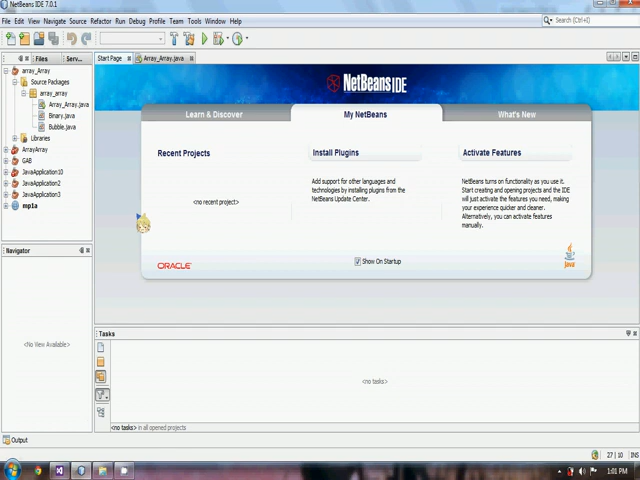 NetBeans IDE 7.0.1
File Edit View Navigate Source Refactor Run Debug Profile Team Tools Window Help
Search (Ctrl+I)
Files Serv...
Start Page Array_Array.java
array_Array
Source Packages
array_array
Array_Array.java
Binary.java
Bubble.java
Libraries
ArrayArray
GAB
JavaApplication10
JavaApplication2
JavaApplication3
mp1a
NetBeans IDE
Learn & Discover My NetBeans What's New
Recent Projects
<no recent project>
Install Plugins
Add support for other languages and
technologies by installing plugins from the
NetBeans Update Center.
Activate Features
NetBeans turns on functionality as you use it.
Start creating and opening projects and the IDE
will just activate the features you need, making
your experience quicker and cleaner.
Alternatively, you can activate features
manually.
ORACLE
Show On Startup
Java
Navigator
<No View Available>
Tasks
<no tasks>
<no tasks> in all opened projects
Output
27 | 10 INS
1:01 PM